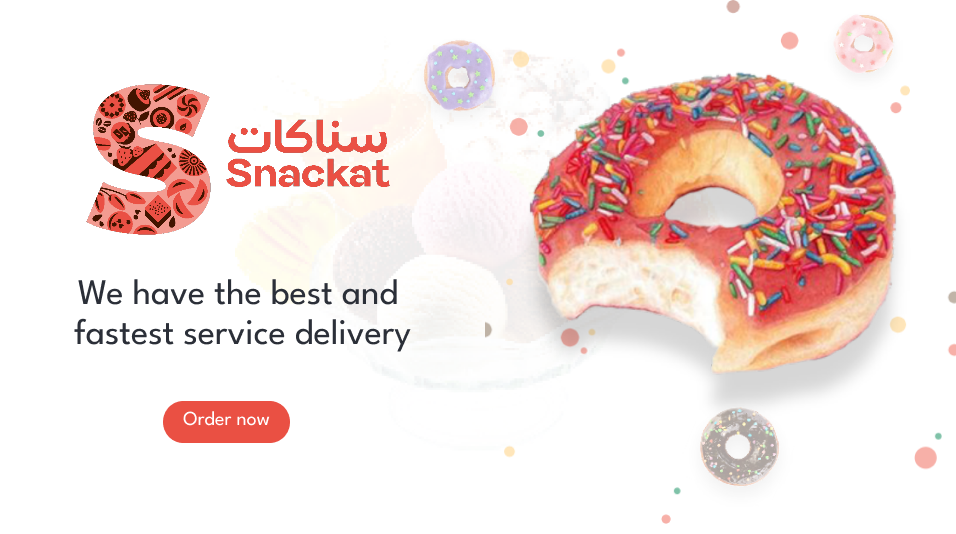 سناكات
Snackat
We have the best and
fastest service delivery
Order now